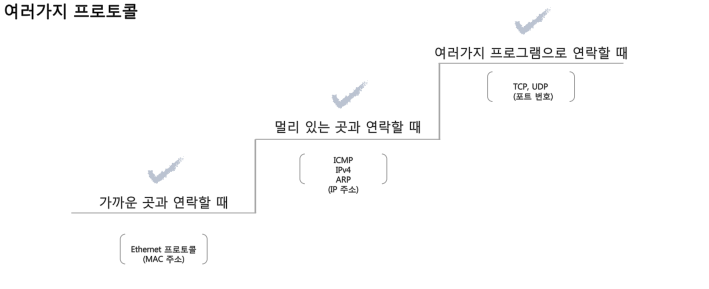 여러가지 프로토콜
여러가지 프로그램으로 연락할 때
TCP, UDP
(포트 번호)
멀리 있는 곳과 연락할 때
ICMP
IPv4
ARP
(IP 주소)
가까운 곳과 연락할 때
Ethernet 프로토콜
(MAC 주소)